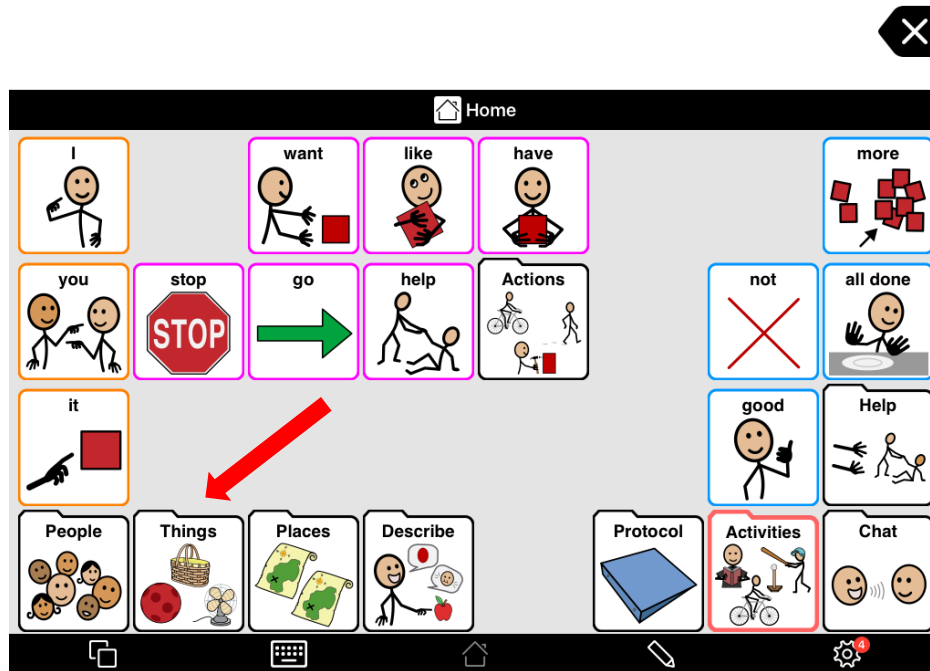 Home
I
want
like
have
more
you
stop
go
help
Actions
not
all done
STOP
it
good
Help
People
Things
Places
Describe
Protocol
Activities
Chat
4